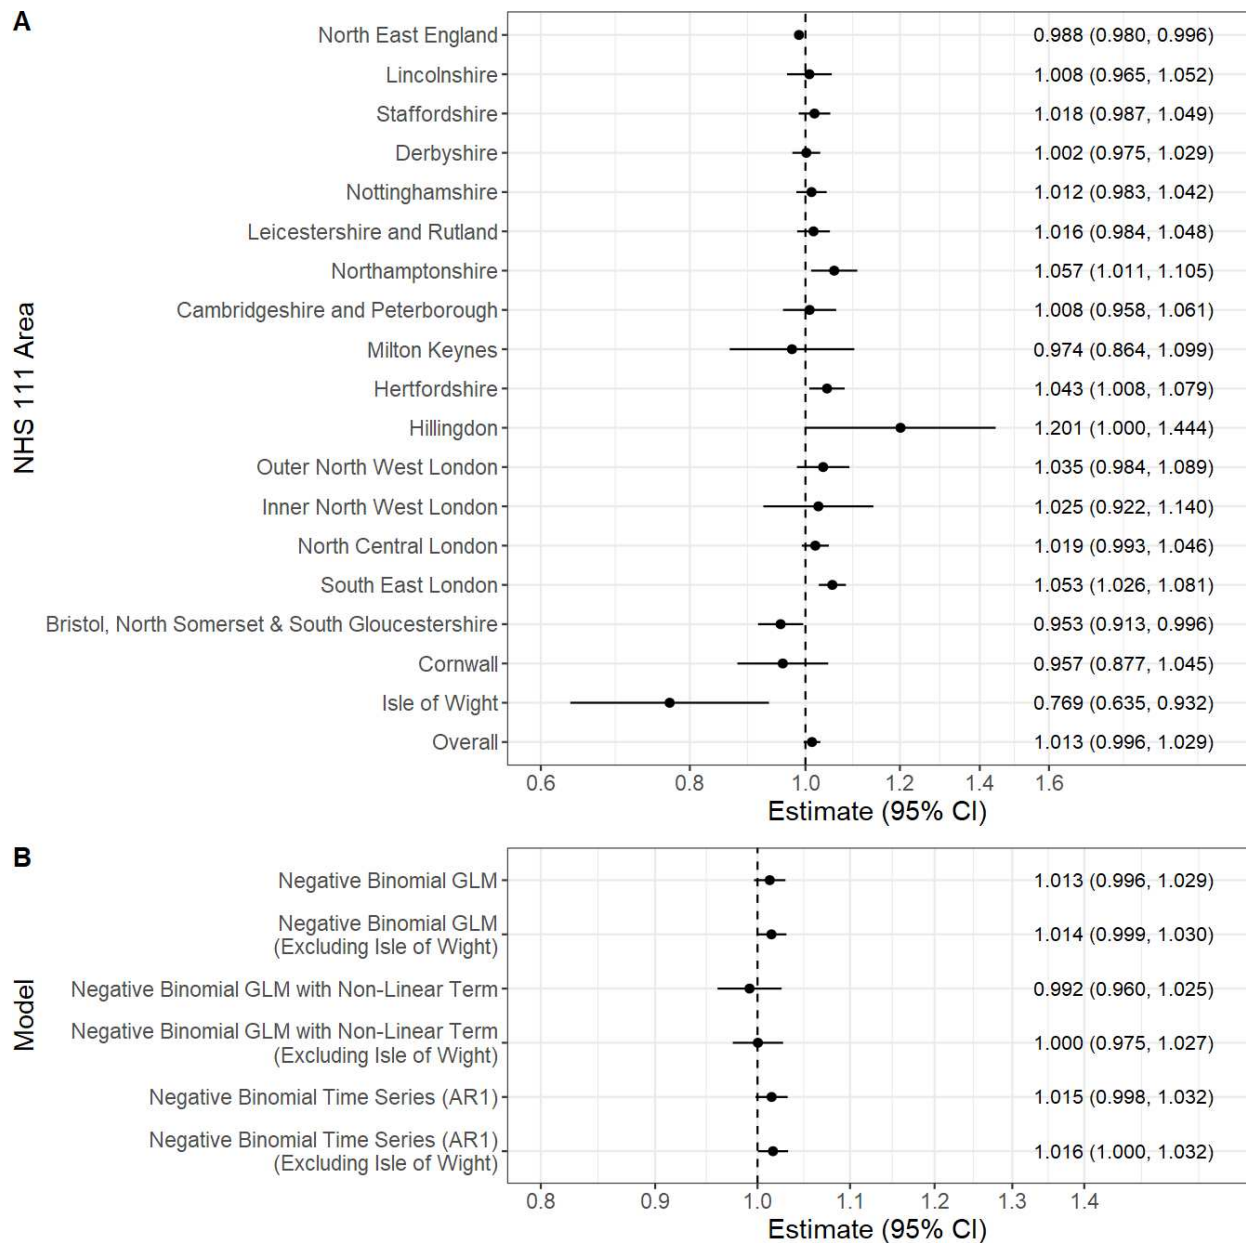 A
North East England 0.988 (0.980, 0.996)
Lincolnshire 1.008 (0.965, 1.052)
Staffordshire 1.018 (0.987, 1.049)
Derbyshire 1.002 (0.975, 1.029)
Nottinghamshire 1.012 (0.983, 1.042)
Leicestershire and Rutland 1.016 (0.984, 1.048)
Northamptonshire 1.057 (1.011, 1.105)
Cambridgeshire and Peterborough 1.008 (0.958, 1.061)
Milton Keynes 0.974 (0.864, 1.099)
Hertfordshire 1.043 (1.008, 1.079)
Hillingdon 1.201 (1.000, 1.444)
Outer North West London 1.035 (0.984, 1.089)
Inner North West London 1.025 (0.922, 1.140)
North Central London 1.019 (0.993, 1.046)
South East London 1.053 (1.026, 1.081)
Bristol, North Somerset & South Gloucestershire 0.953 (0.913, 0.996)
Cornwall 0.957 (0.877, 1.045)
Isle of Wight 0.769 (0.635, 0.932)
Overall 1.013 (0.996, 1.029)
NHS 111 Area
0.6 0.8 1.0 1.2 1.4 1.6
Estimate (95% CI)
B
Negative Binomial GLM 1.013 (0.996, 1.029)
Negative Binomial GLM
(Excluding Isle of Wight) 1.014 (0.999, 1.030)
Negative Binomial GLM with Non-Linear Term 0.992 (0.960, 1.025)
Negative Binomial GLM with Non-Linear Term
(Excluding Isle of Wight) 1.000 (0.975, 1.027)
Negative Binomial Time Series (AR1) 1.015 (0.998, 1.032)
Negative Binomial Time Series (AR1)
(Excluding Isle of Wight) 1.016 (1.000, 1.032)
Model
0.8 0.9 1.0 1.1 1.2 1.3 1.4
Estimate (95% CI)